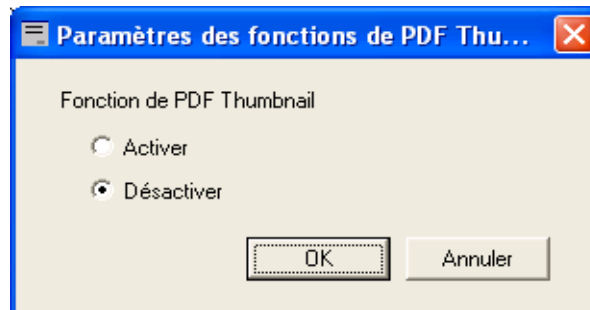 Paramètres des fonctions de PDF Thu...
Fonction de PDF Thumbnail
Activer
Désactiver
OK
Annuler